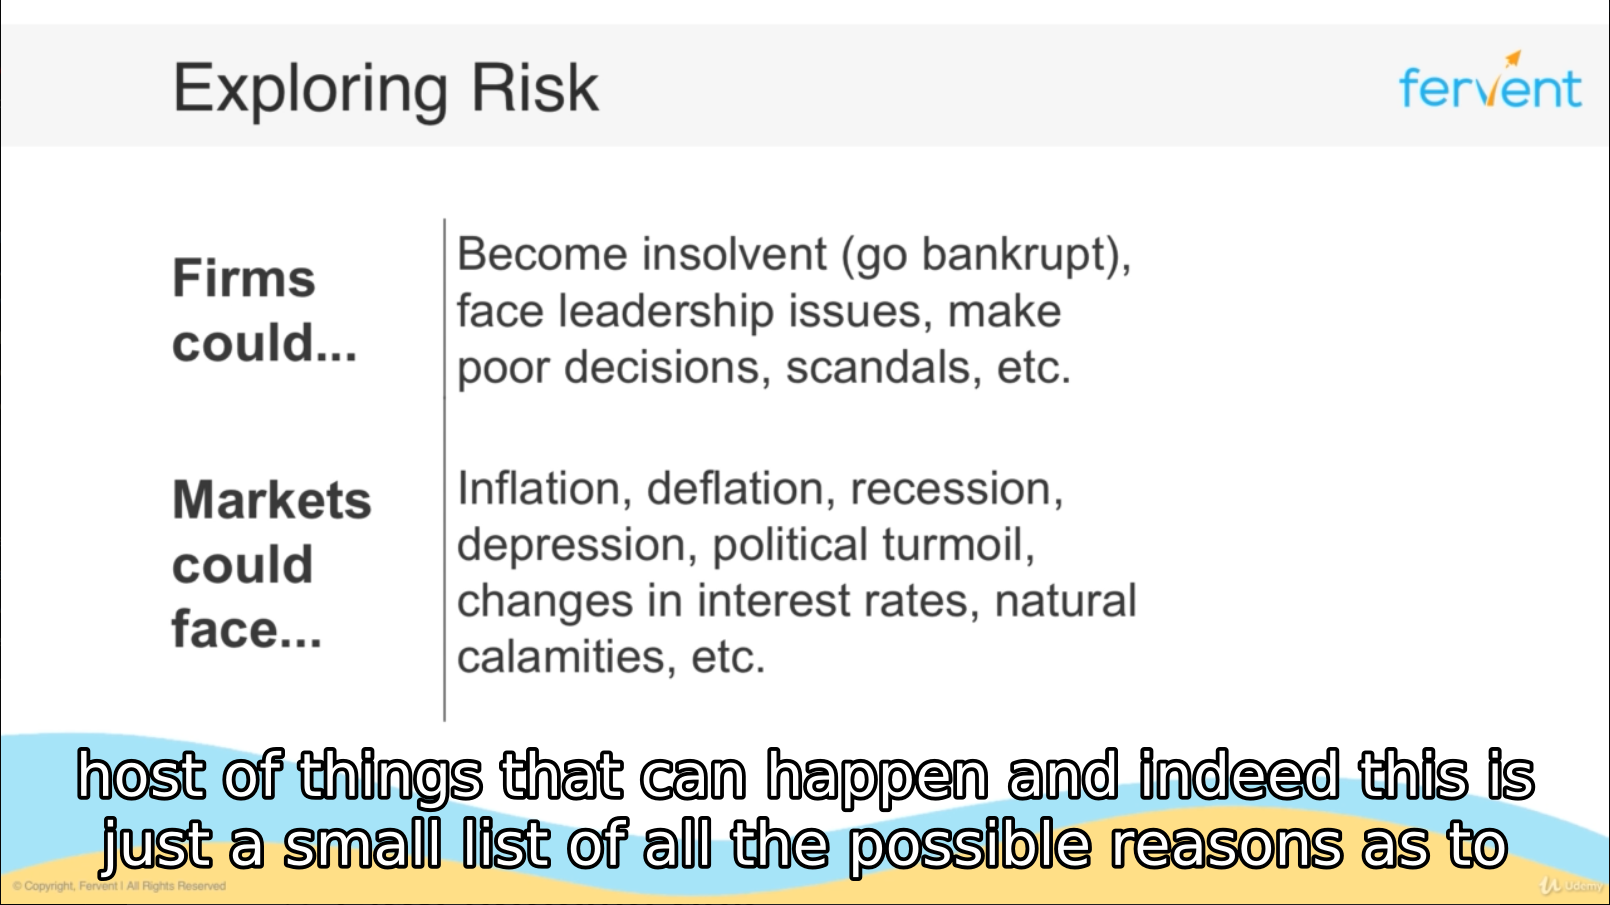 Exploring Risk
fervent
Firms
could...
Become insolvent (go bankrupt),
face leadership issues, make
poor decisions, scandals, etc.
Markets
could
face...
Inflation, deflation, recession,
depression, political turmoil,
changes in interest rates, natural
calamities, etc.
host of things that can happen and indeed this is
just a small list of all the possible reasons as to
© Copyright, Fervent | All Rights Reserved
Udemy